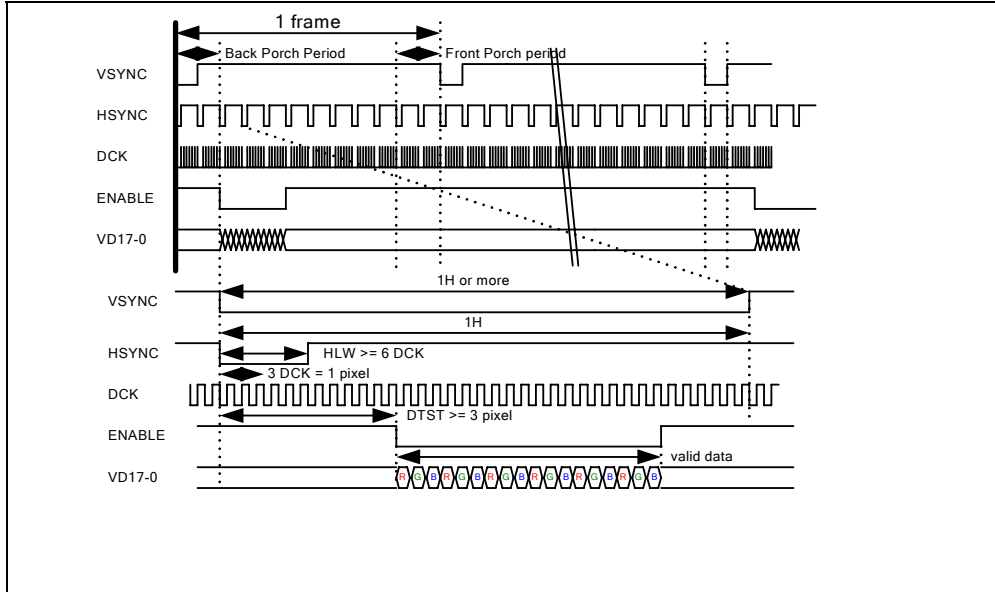 1 frame
Back Porch Period
Front Porch period
VSYNC
HSYNC
DCK
ENABLE
VD17-0
1H or more
VSYNC
1H
HSYNC
HLW >= 6 DCK
3 DCK = 1 pixel
DCK
DTST >= 3 pixel
ENABLE
valid data
VD17-0
R G B R G B R G B R G B R G B R G B